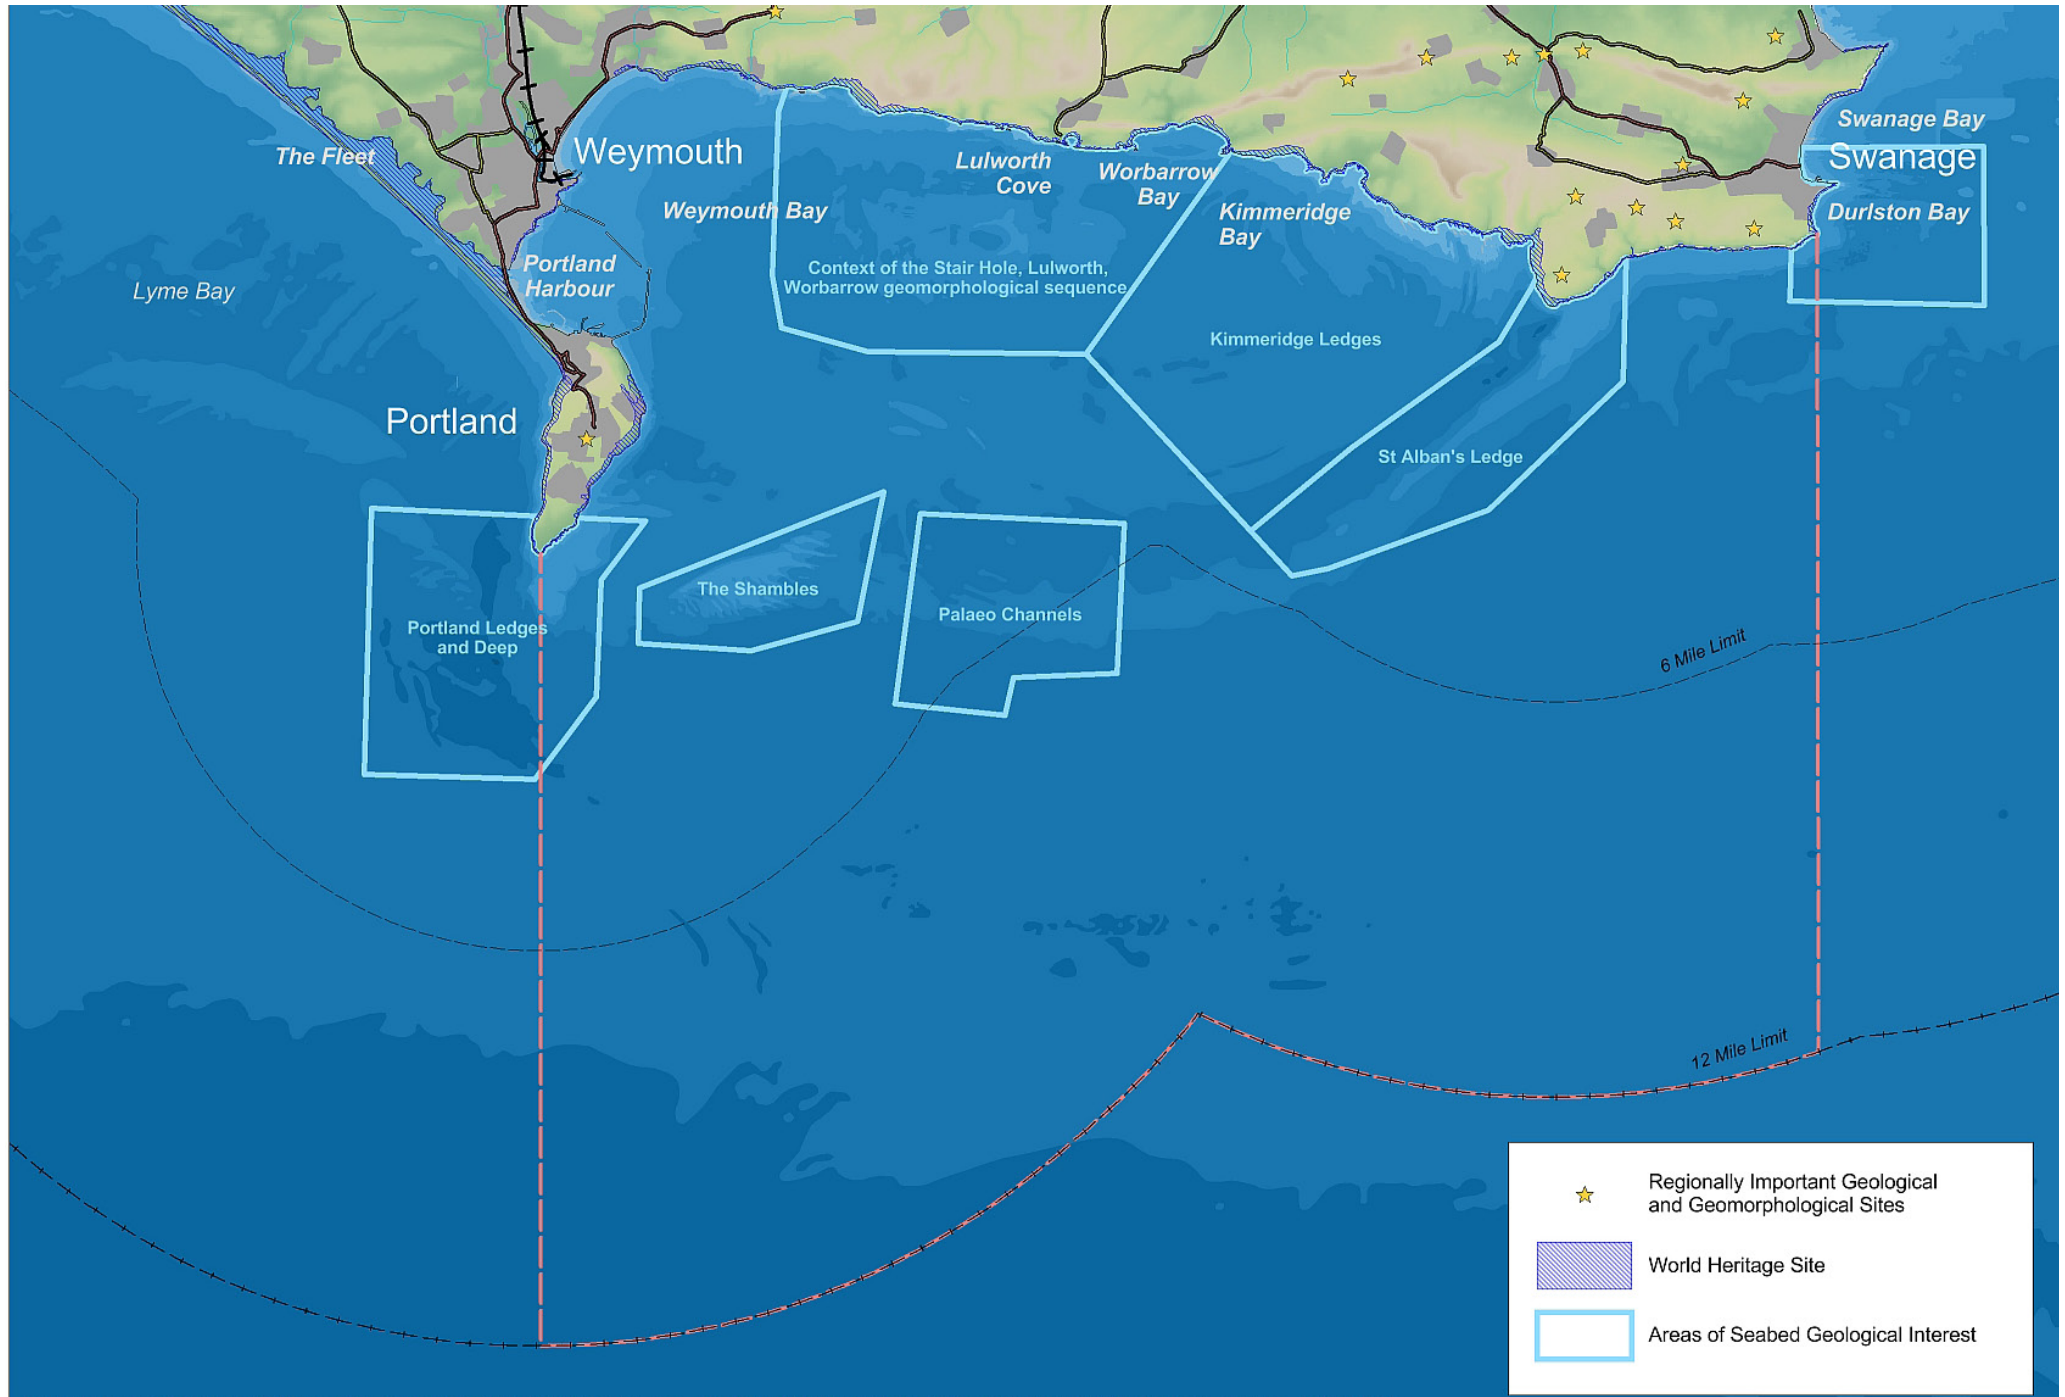 Swanage Bay
Weymouth
The Fleet
Lulworth
Cove
Worbarrow
Bay
Swanage
Weymouth Bay
Kimmeridge
Bay
Durlston Bay
Portland
Harbour
Context of the Stair Hole, Lulworth,
Worbarrow geomorphological sequence
Lyme Bay
Kimmeridge Ledges
Portland
St Alban's Ledge
The Shambles
Palaeo Channels
Portland Ledges
and Deep
6 Mile Limit
12 Mile Limit
Regionally Important Geological
and Geomorphological Sites
World Heritage Site
Areas of Seabed Geological Interest